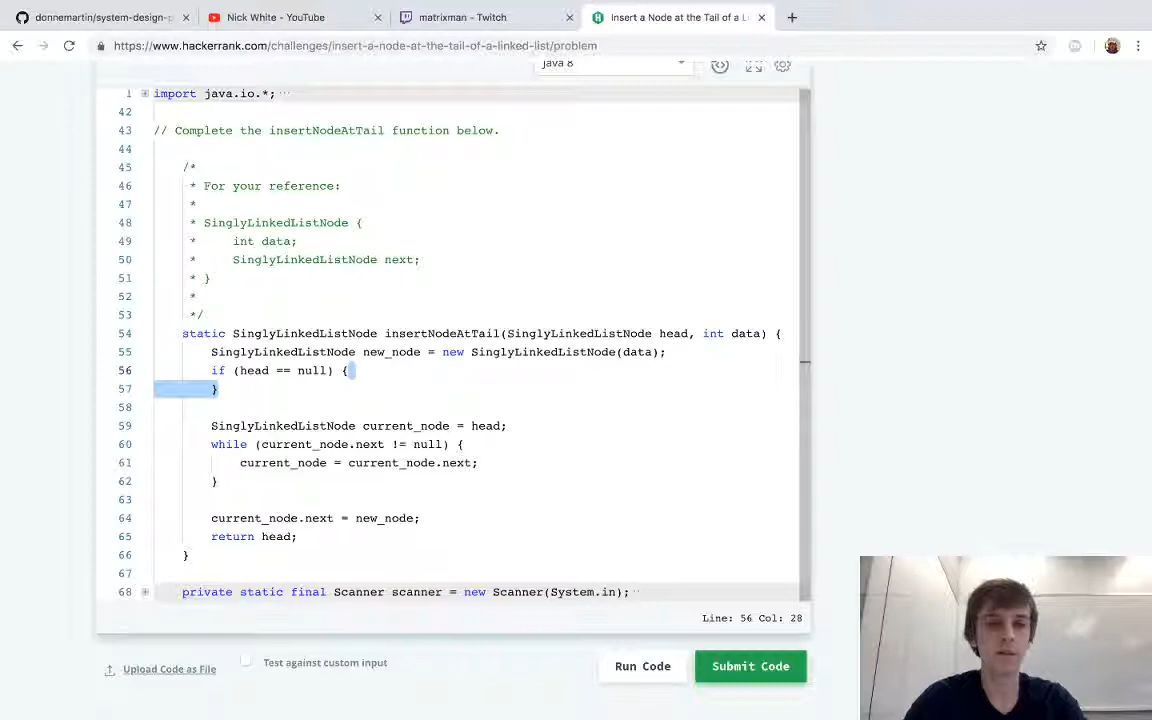 donnemartin/system-design-p
Nick White - YouTube
matrixman - Twitch
Insert a Node at the Tail of a L
https://www.hackerrank.com/challenges/insert-a-node-at-the-tail-of-a-linked-list/problem
Java 8
1 import java.io.*;
42
43 // Complete the insertNodeAtTail function below.
44
45 /*
46 * For your reference:
47 *
48 * SinglyLinkedListNode {
49 *     int data;
50 *     SinglyLinkedListNode next;
51 * }
52 *
53 */
54 static SinglyLinkedListNode insertNodeAtTail(SinglyLinkedListNode head, int data) {
55 SinglyLinkedListNode new_node = new SinglyLinkedListNode(data);
56 if (head == null) {
57 }
58
59 SinglyLinkedListNode current_node = head;
60 while (current_node.next != null) {
61 current_node = current_node.next;
62 }
63
64 current_node.next = new_node;
65 return head;
66 }
67
68 private static final Scanner scanner = new Scanner(System.in);
Line: 56 Col: 28
Upload Code as File
Test against custom input
Run Code
Submit Code